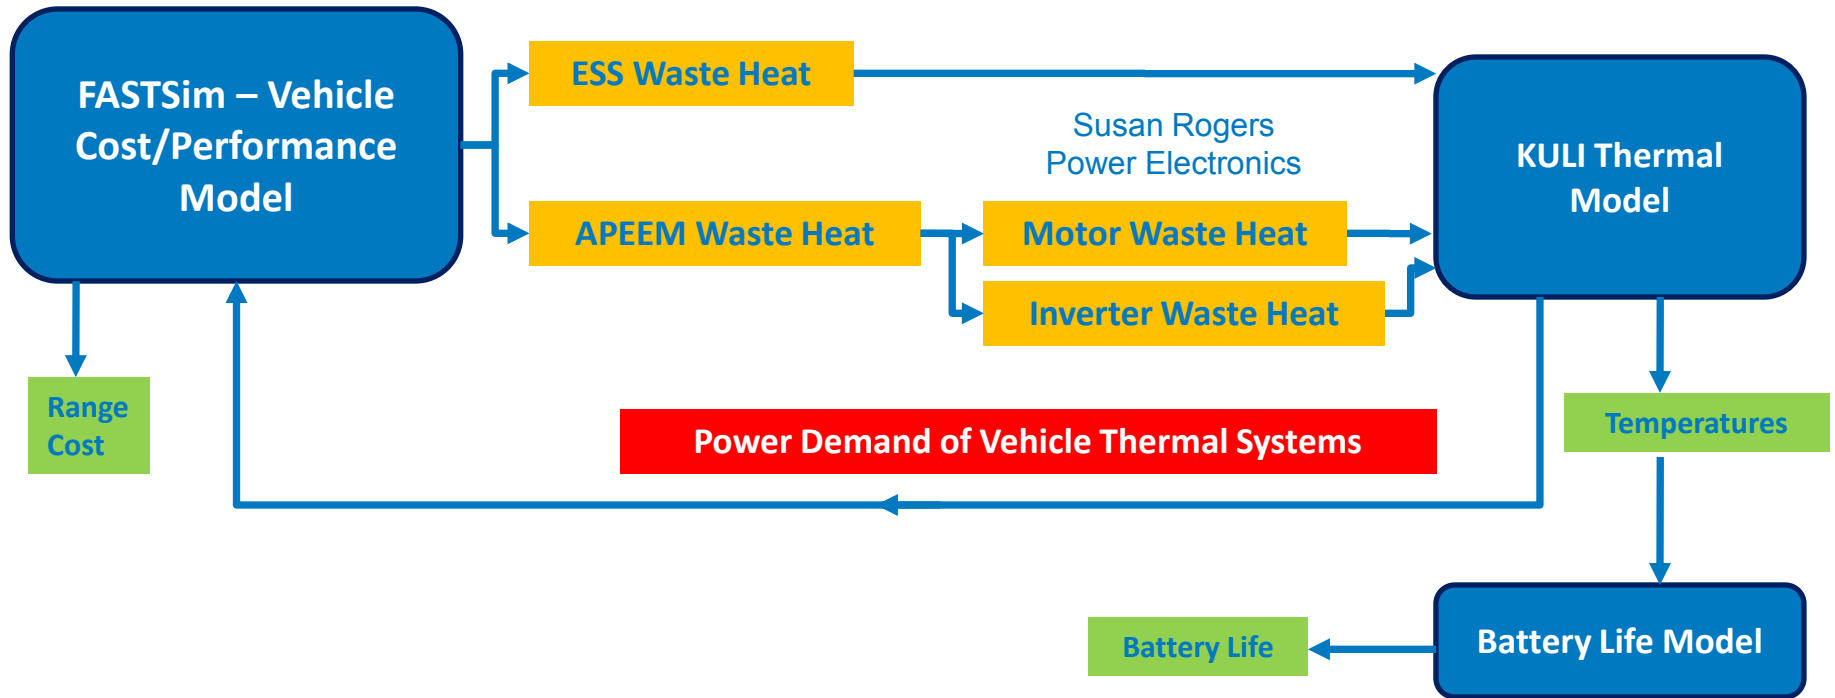 FASTSim – Vehicle
Cost/Performance
Model
ESS Waste Heat
Susan Rogers
Power Electronics
KULI Thermal
Model
APEEM Waste Heat
Motor Waste Heat
Inverter Waste Heat
Range
Cost
Power Demand of Vehicle Thermal Systems
Temperatures
Battery Life
Battery Life Model